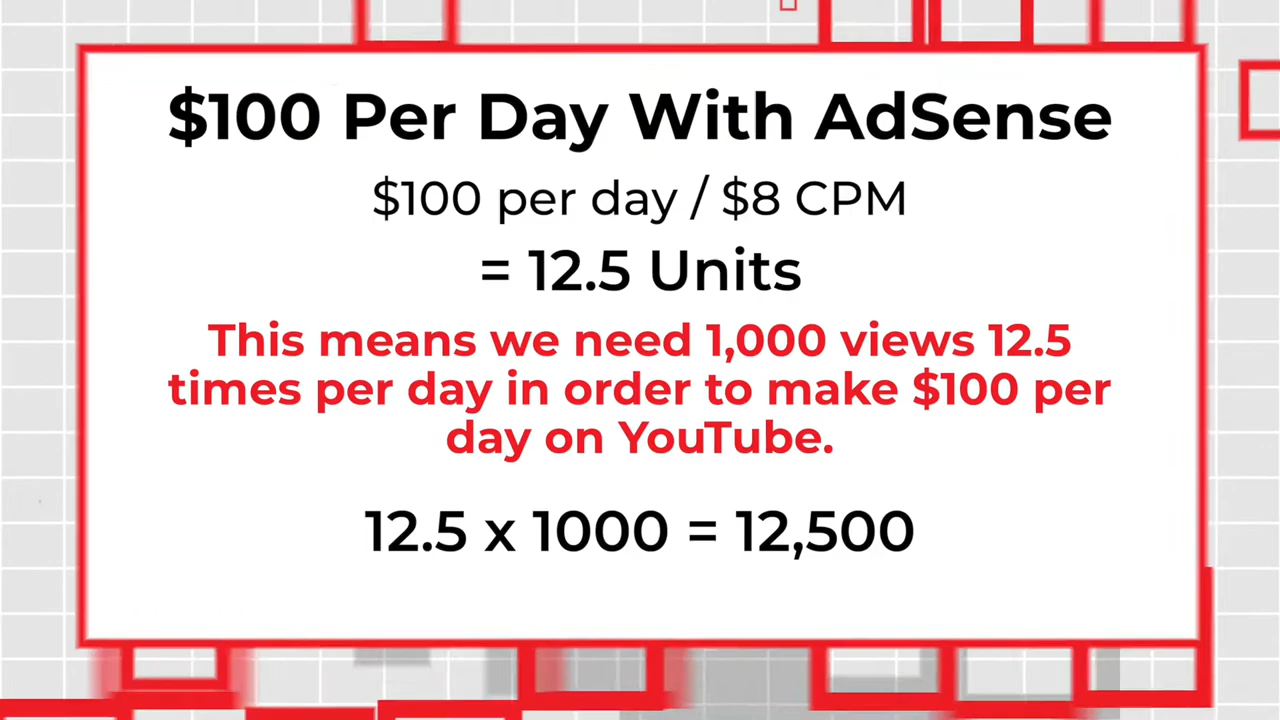 $100 Per Day With AdSense
$100 per day / $8 CPM
= 12.5 Units
This means we need 1,000 views 12.5
times per day in order to make $100 per
day on YouTube.
12.5 x 1000 = 12,500